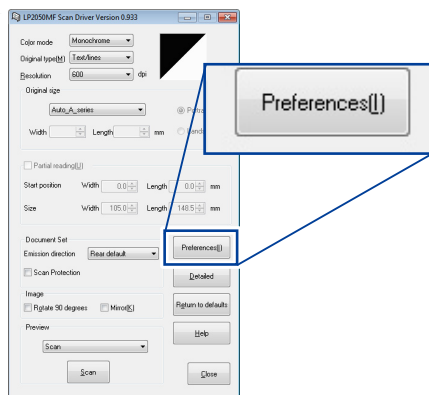 LP2050MF Scan Driver Version 0.933
Color mode Monochrome
Original type(M) Text/lines
Resolution 600 dpi
Original size
Auto_A_series
Width Length mm
Preferences(I)
Partial reading(U)
Start position Width 0.0 Length 0.0 mm
Size Width 105.0 Length 148.5 mm
Document Set
Emission direction Rear default
Preferences(I)
Scan Protection
Detailed
Image
Rotate 90 degrees Mirror(K)
Return to defaults
Preview
Scan
Help
Scan
Close